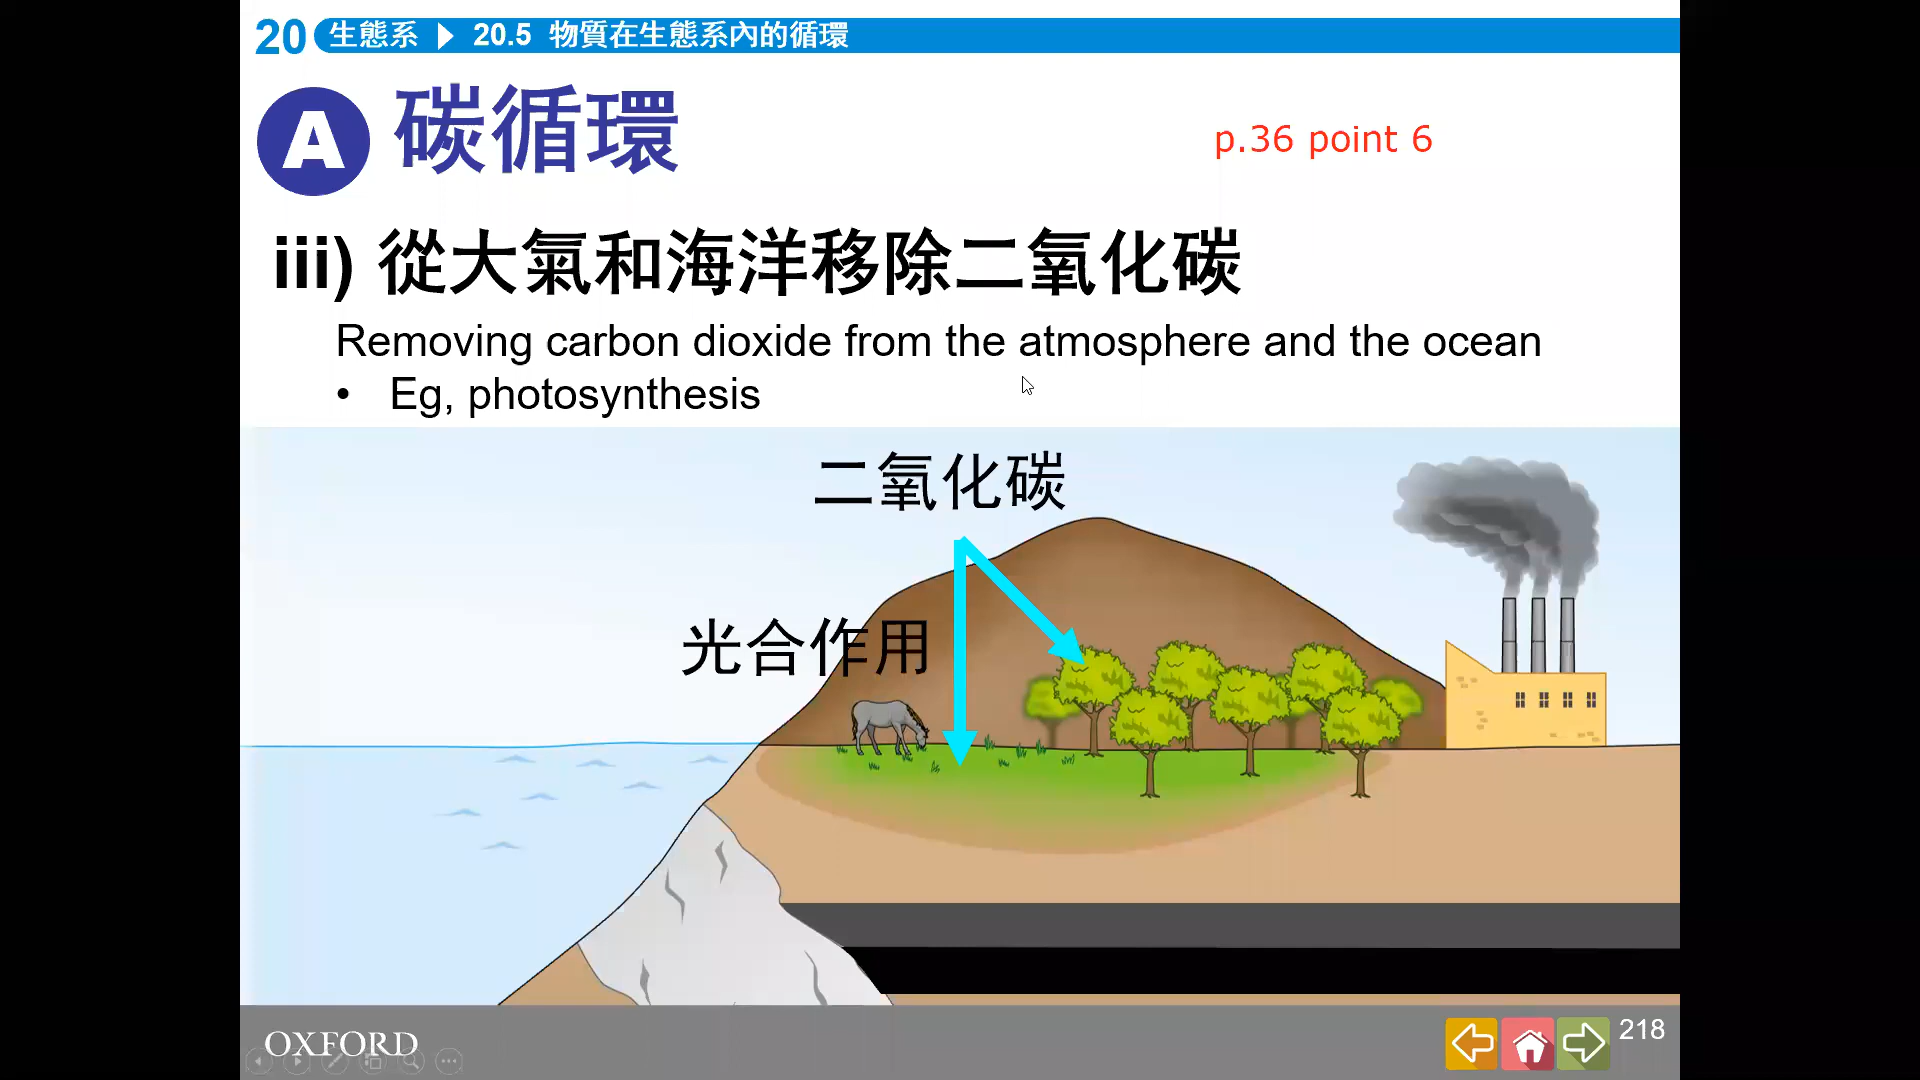 20 生態系 20.5 物質在生態系內的循環
A 碳循環
p.36 point 6
iii) 從大氣和海洋移除二氧化碳
Removing carbon dioxide from the atmosphere and the ocean
• Eg, photosynthesis
二氧化碳
光合作用
OXFORD
218